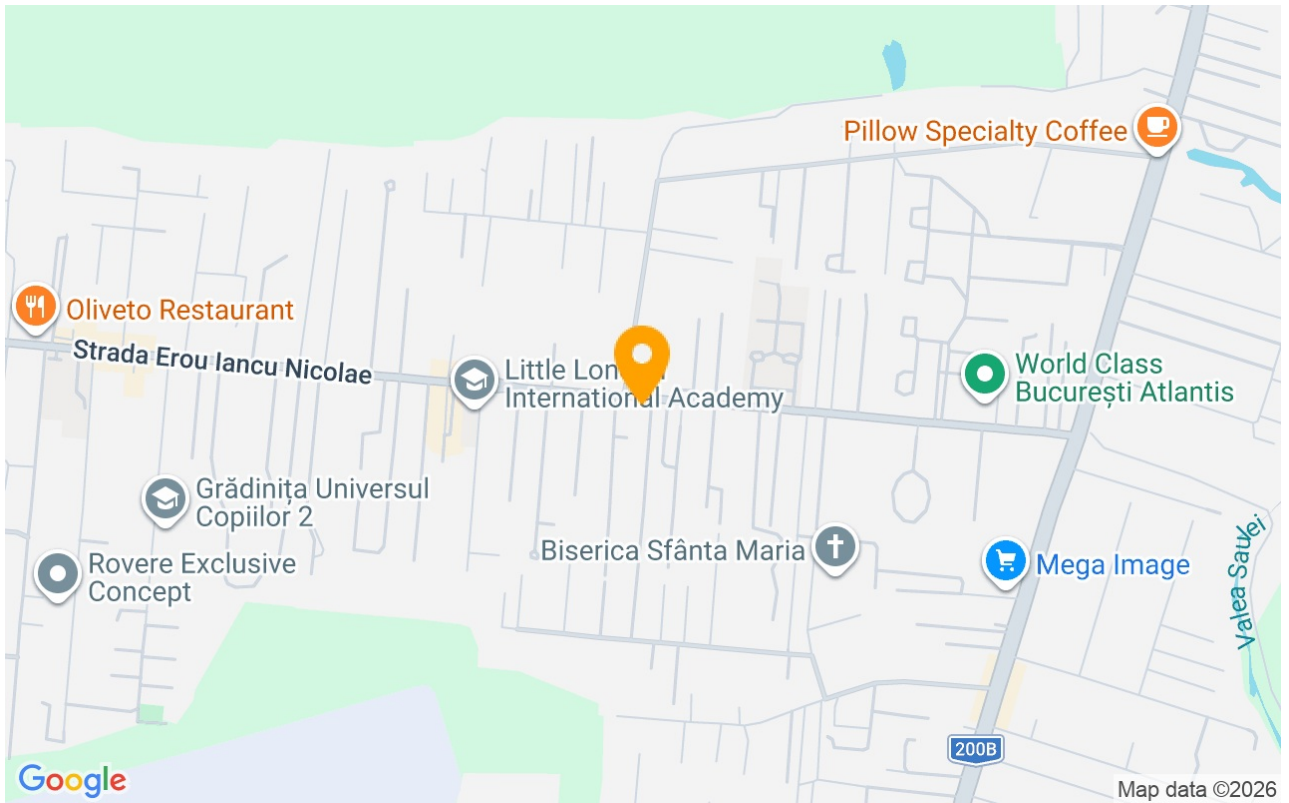 Pillow Specialty Coffee
Oliveto Restaurant
Strada Erou Iancu Nicolae
Little Lon
International Academy
World Class
București Atlantis
Grădinița Universul
Copiilor 2
Biserica Sfânta Maria
Mega Image
Rovere Exclusive
Concept
Valea Saulei
200B
Google
Map data ©2026